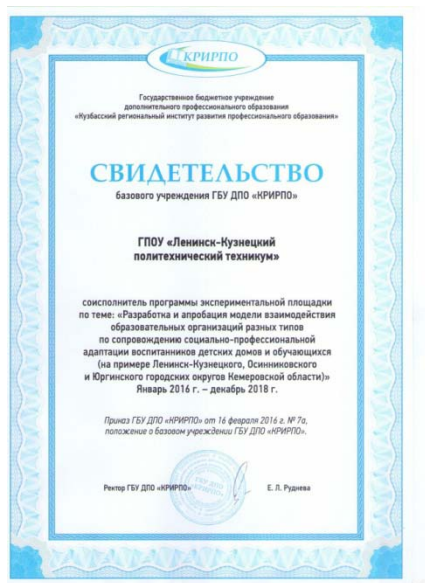 КРИРПО
Государственное бюджетное учреждение
дополнительного профессионального образования
«Кузбасский региональный институт развития профессионального образования»
СВИДЕТЕЛЬСТВО
базового учреждения ГБУ ДПО «КРИРПО»
ГПОУ «Ленинск-Кузнецкий
политехнический техникум»
соисполнитель программы экспериментальной площадки
по теме: «Разработка и апробация модели взаимодействия
образовательных организаций разных типов
по сопровождению социально-профессиональной
адаптации воспитанников детских домов и обучающихся
(на примере Ленинск-Кузнецкого, Осинниковского
и Юргинского городских округов Кемеровской области)»
Январь 2016 г. – декабрь 2018 г.
Приказ ГБУ ДПО «КРИРПО» от 16 февраля 2016 г. № 7а,
положение о базовом учреждении ГБУ ДПО «КРИРПО».
ГБУ ДПО
«КРИРПО»
Ректор ГБУ ДПО «КРИРПО» Е. Л. Руднева